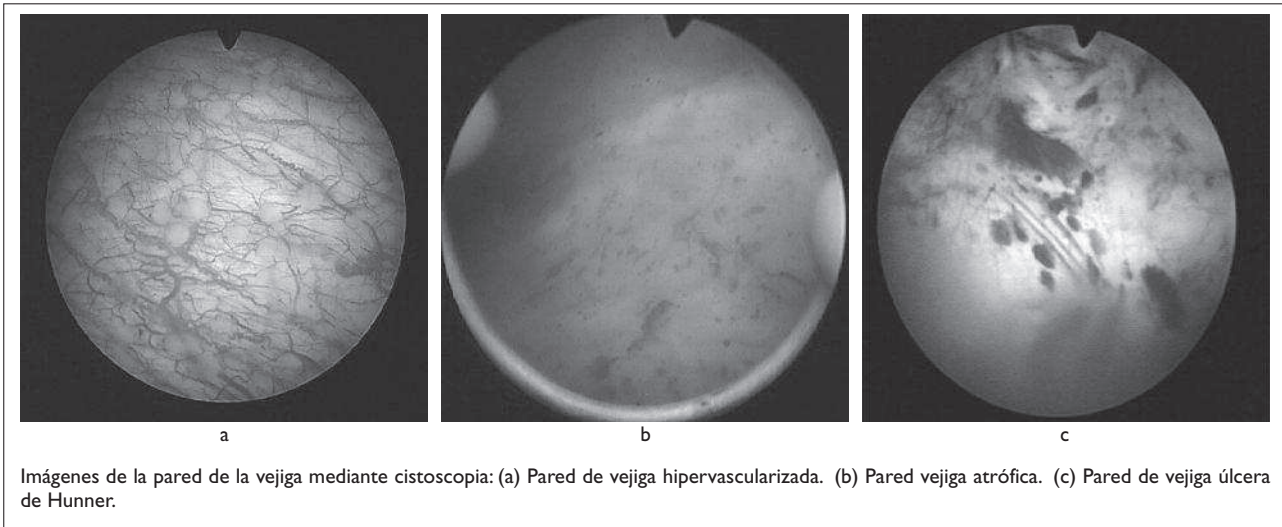 a
b
c
Imágenes de la pared de la vejiga mediante cistoscopia: (a) Pared de vejiga hipervascularizada. (b) Pared vejiga atrófica. (c) Pared de vejiga úlcera
de Hunner.